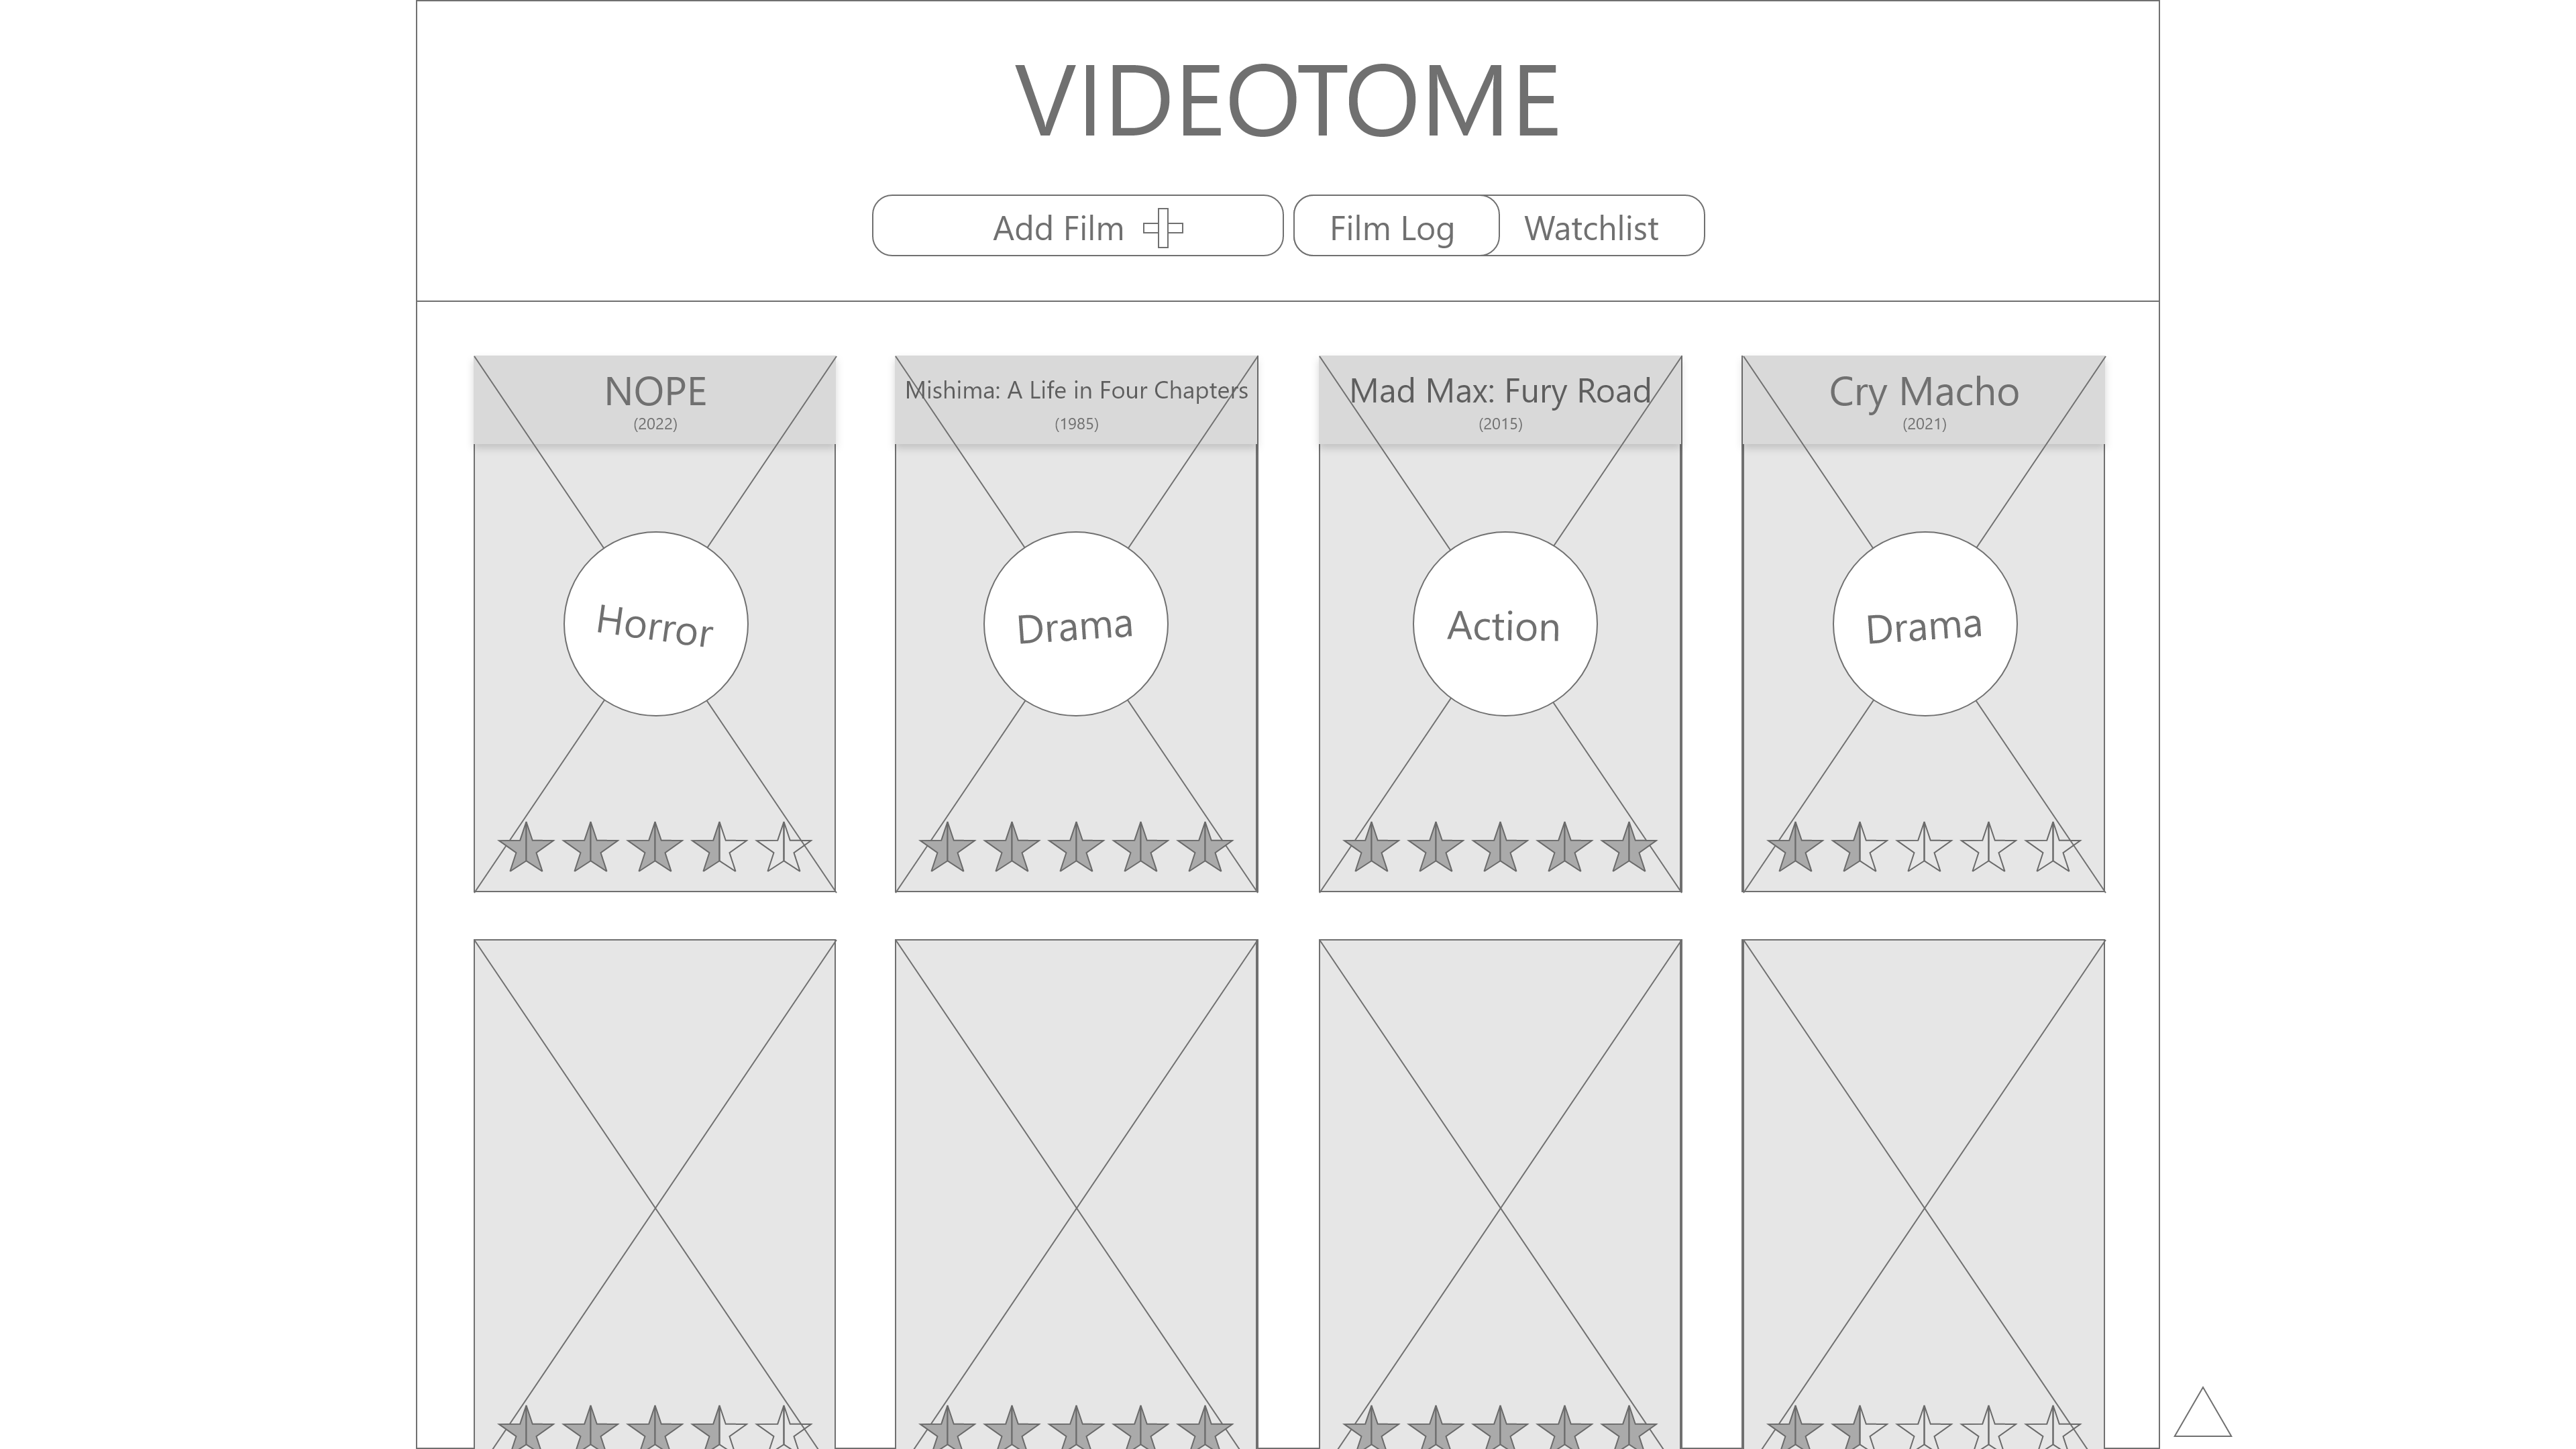 VIDEOTOME
Add Film
Film Log
Watchlist
NOPE
(2022)
Mishima: A Life in Four Chapters
(1985)
Mad Max: Fury Road
(2015)
Cry Macho
(2021)
Horror
Drama
Action
Drama